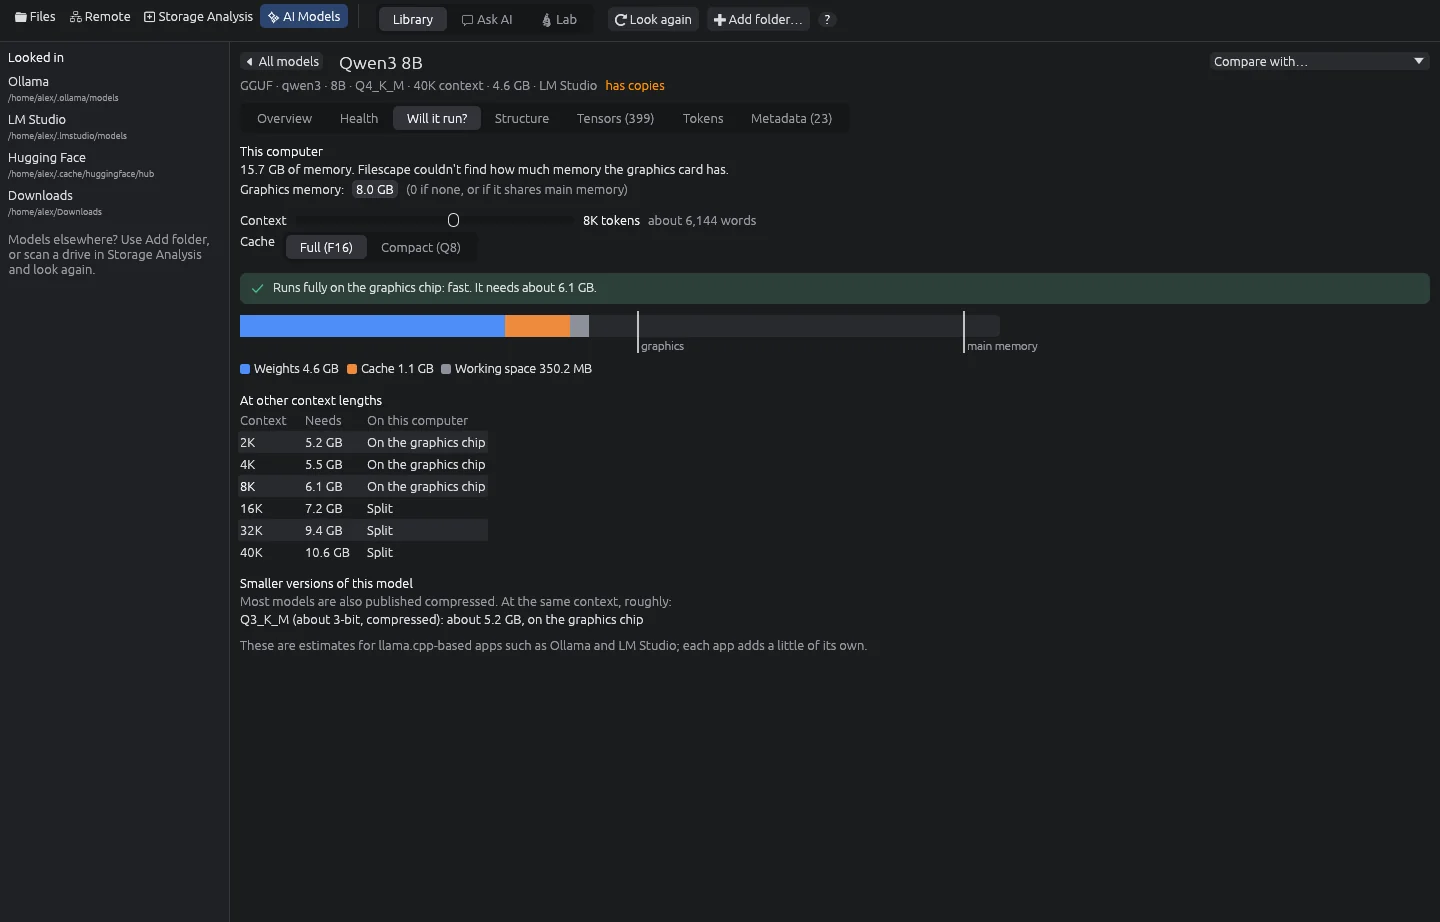 Files Remote Storage Analysis AI Models Library Ask AI Lab Look again Add folder... ?
Looked in
Ollama
/home/alex/.ollama/models
LM Studio
/home/alex/.lmstudio/models
Hugging Face
/home/alex/.cache/huggingface/hub
Downloads
/home/alex/Downloads
Models elsewhere? Use Add folder,
or scan a drive in Storage Analysis
and look again.
All models Qwen3 8B Compare with...
GGUF · qwen3 · 8B · Q4_K_M · 40K context · 4.6 GB · LM Studio has copies
Overview Health Will it run? Structure Tensors (399) Tokens Metadata (23)
This computer
15.7 GB of memory. Filescape couldn't find how much memory the graphics card has.
Graphics memory: 8.0 GB (0 if none, or if it shares main memory)
Context 8K tokens about 6,144 words
Cache Full (F16) Compact (Q8)
Runs fully on the graphics chip: fast. It needs about 6.1 GB.
graphics main memory
Weights 4.6 GB Cache 1.1 GB Working space 350.2 MB
At other context lengths
Context Needs On this computer
2K 5.2 GB On the graphics chip
4K 5.5 GB On the graphics chip
8K 6.1 GB On the graphics chip
16K 7.2 GB Split
32K 9.4 GB Split
40K 10.6 GB Split
Smaller versions of this model
Most models are also published compressed. At the same context, roughly:
Q3_K_M (about 3-bit, compressed): about 5.2 GB, on the graphics chip
These are estimates for llama.cpp-based apps such as Ollama and LM Studio; each app adds a little of its own.